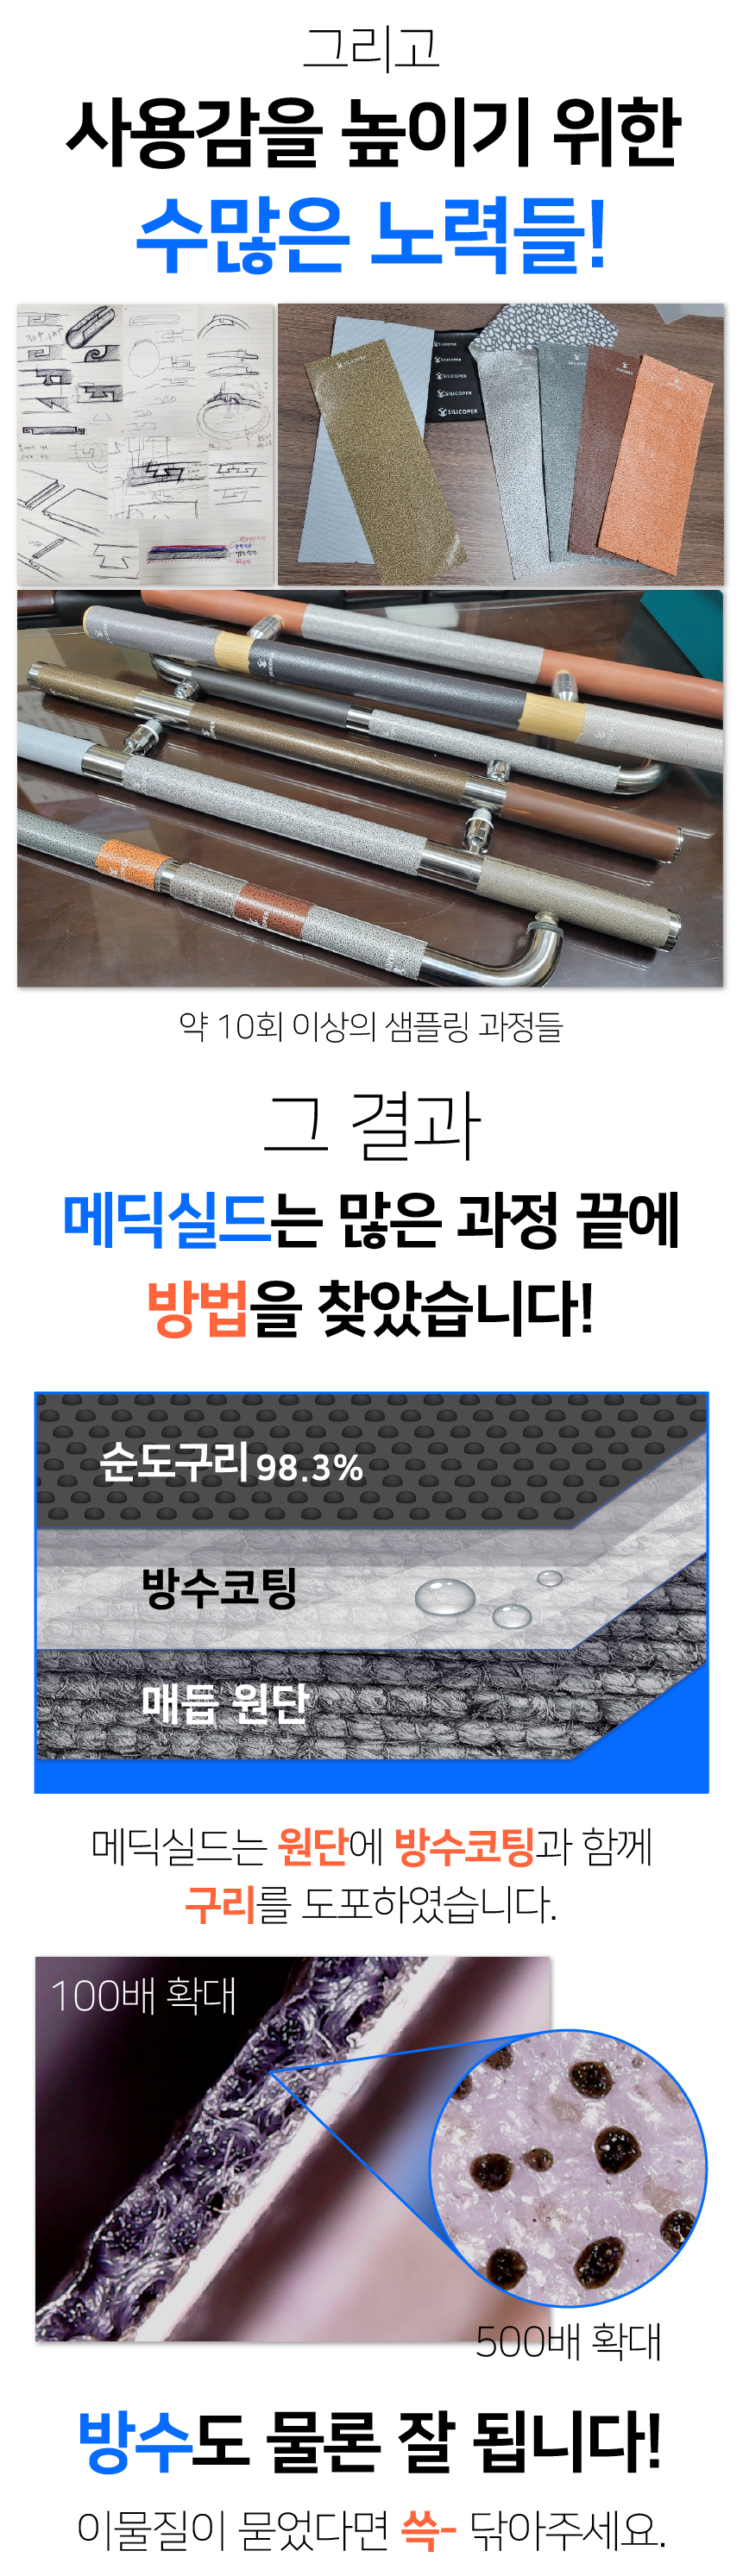 그리고
사용감을 높이기 위한
수많은 노력들!
SILICOPER
약 10회 이상의 샘플링 과정들
그 결과
메딕실드는 많은 과정 끝에
방법을 찾았습니다!
순도구리 98.3%
방수코팅
매듭 원단
메딕실드는 원단에 방수코팅과 함께
구리를 도포하였습니다.
100배 확대
500배 확대
방수도 물론 잘 됩니다!
이물질이 묻었다면 쓱- 닦아주세요.